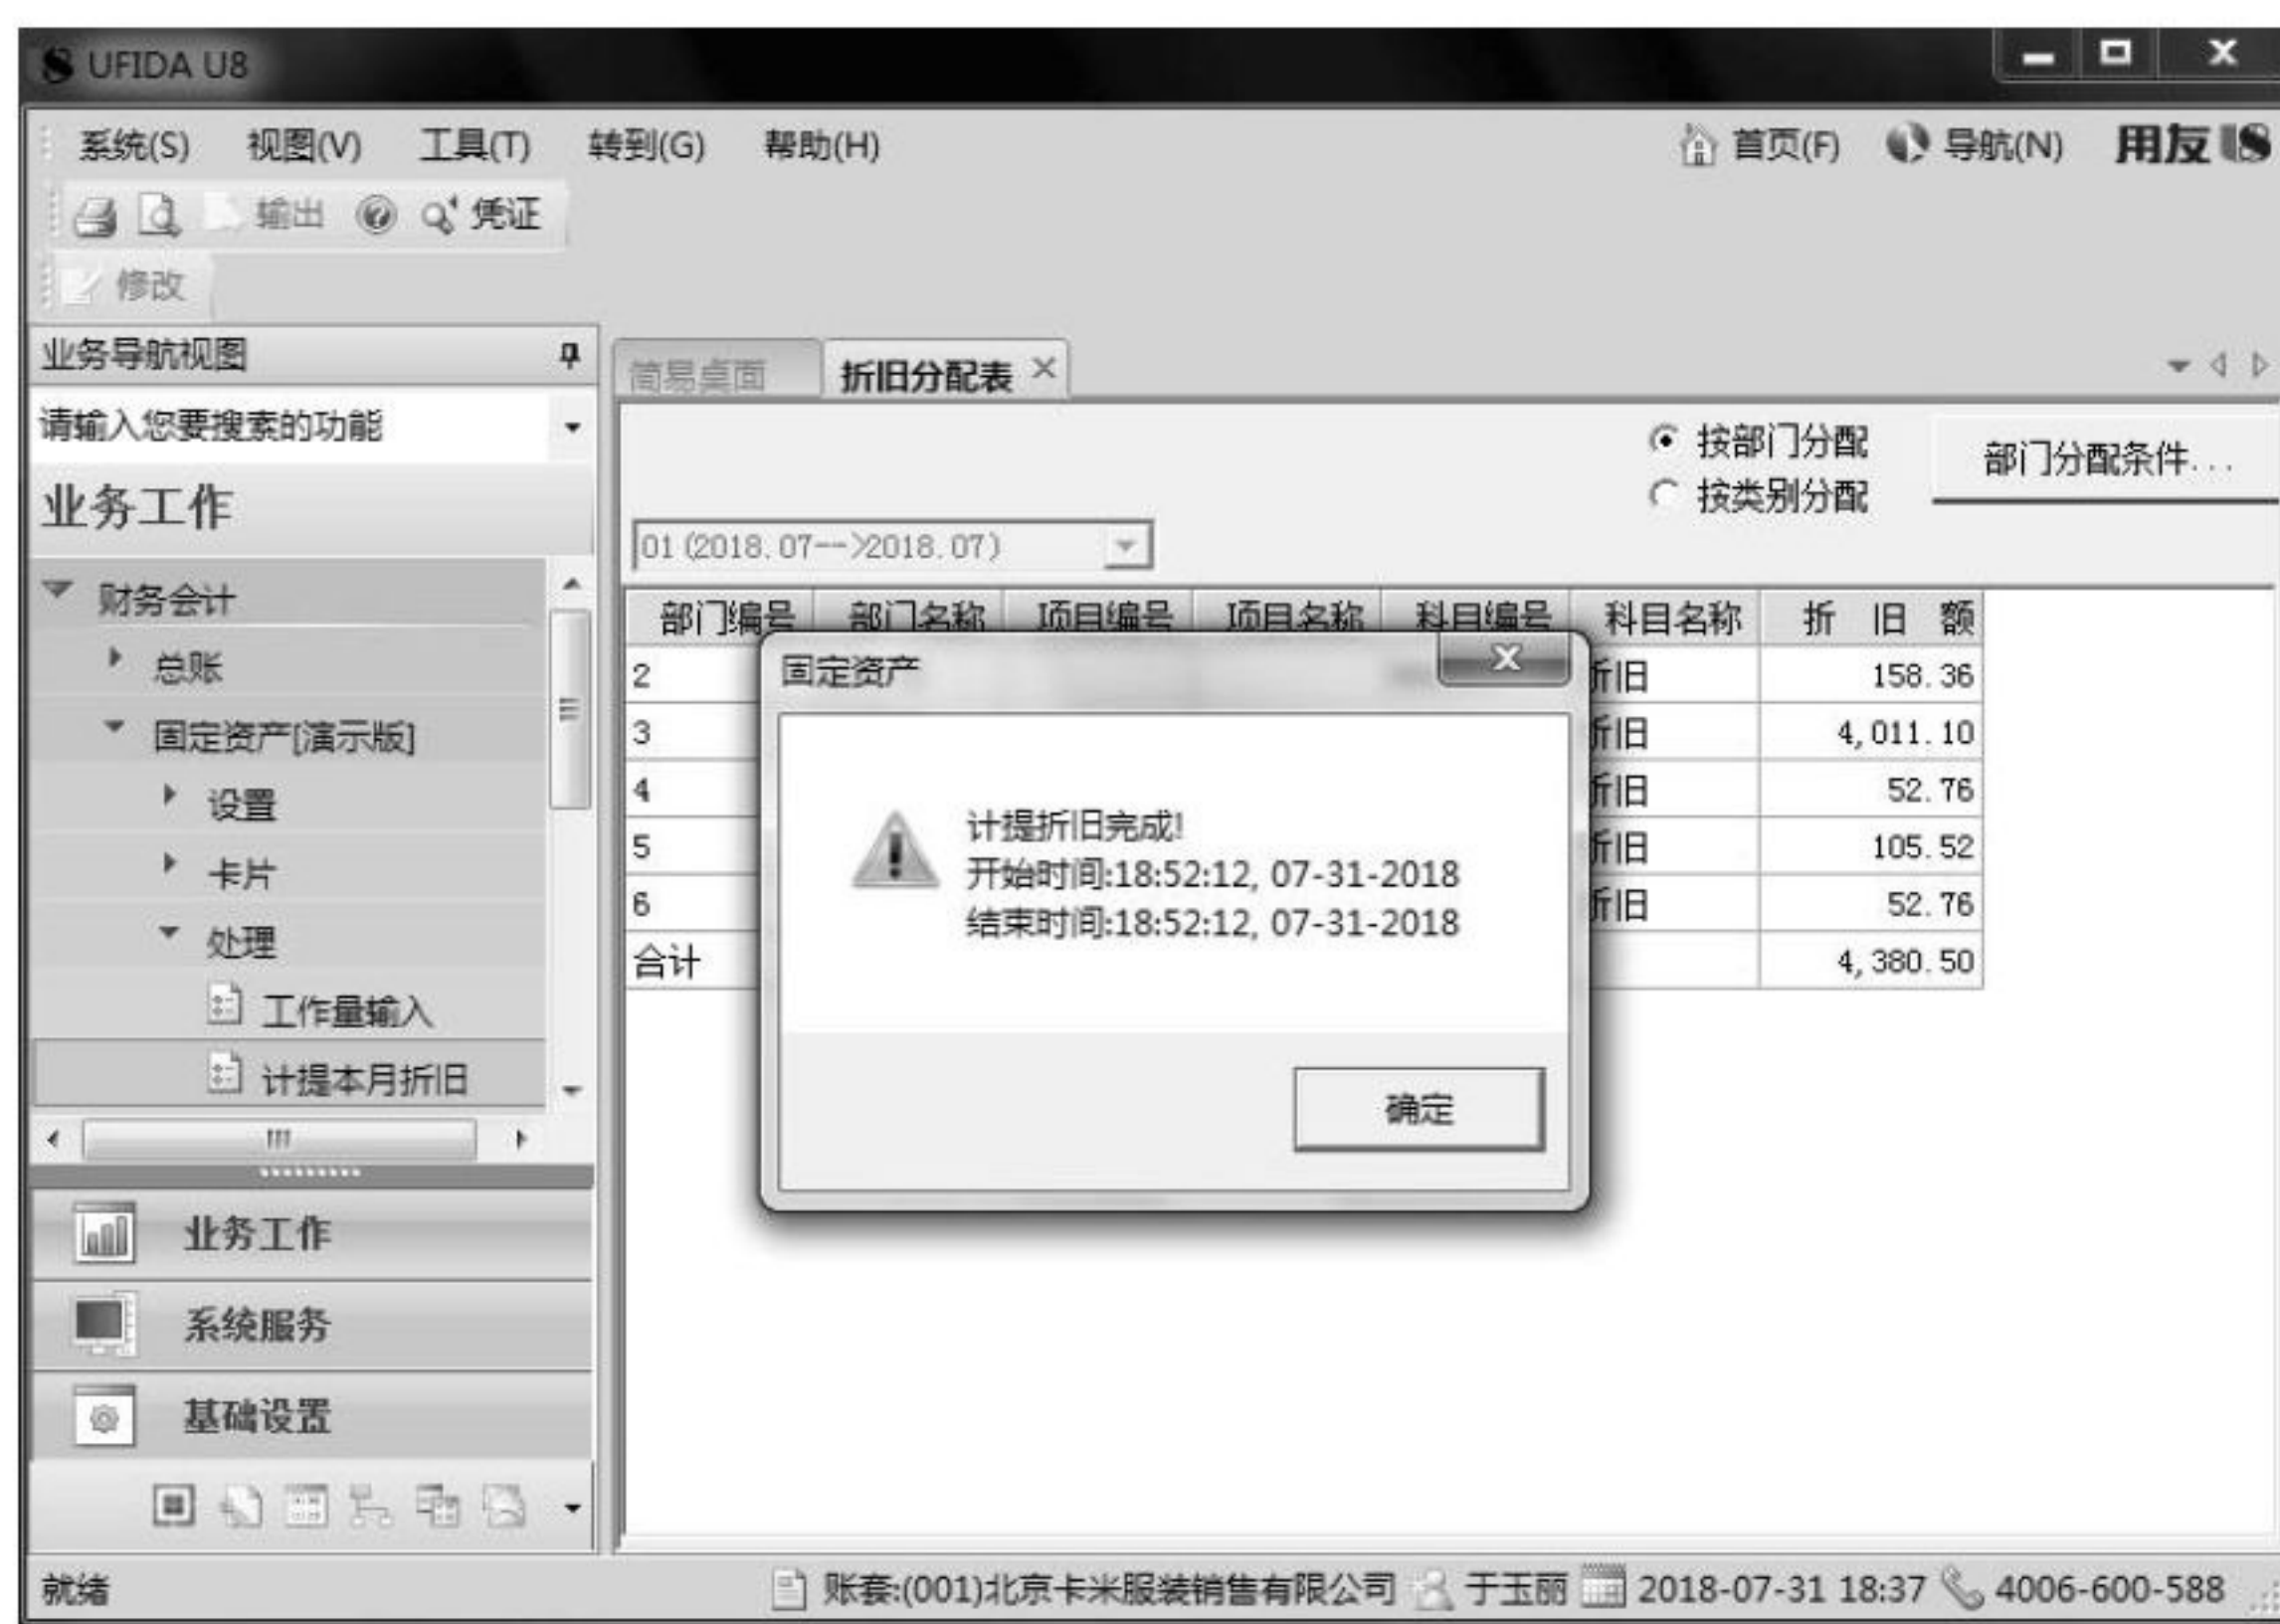 UFIDA U8
系统(S) 视图(V) 工具(T) 转到(G) 帮助(H) 首页(F) 导航(N) 用友 U8
输出 凭证
修改
业务导航视图
请输入您要搜索的功能
业务工作
财务会计
总账
固定资产[演示版]
设置
卡片
处理
工作量输入
计提本月折旧
业务工作
系统服务
基础设置
简易桌面 折旧分配表
按部门分配
按类别分配
部门分配条件...
01(2018.07-->2018.07)
部门编号 部门名称 项目编号 项目名称 科目编号 科目名称 折 旧 额
2 折旧 158.36
3 折旧 4,011.10
4 折旧 52.76
5 折旧 105.52
6 折旧 52.76
合计 4,380.50
固定资产
计提折旧完成!
开始时间:18:52:12, 07-31-2018
结束时间:18:52:12, 07-31-2018
确定
就绪 账套:(001)北京卡米服装销售有限公司 于玉丽 2018-07-31 18:37 4006-600-588